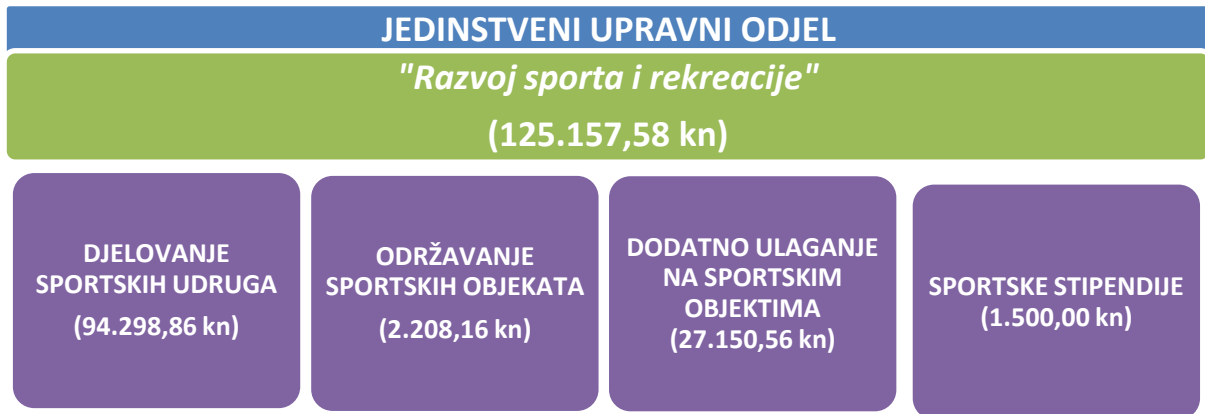 JEDINSTVENI UPRAVNI ODJEL
"Razvoj sporta i rekreacije"
(125.157,58 kn)
DJELOVANJE
SPORTSKIH UDRUGA
(94.298,86 kn)
ODRŽAVANJE
SPORTSKIH OBJEKATA
(2.208,16 kn)
DODATNO ULAGANJE
NA SPORTSKIM
OBJEKTIMA
(27.150,56 kn)
SPORTSKE STIPENDIJE
(1.500,00 kn)